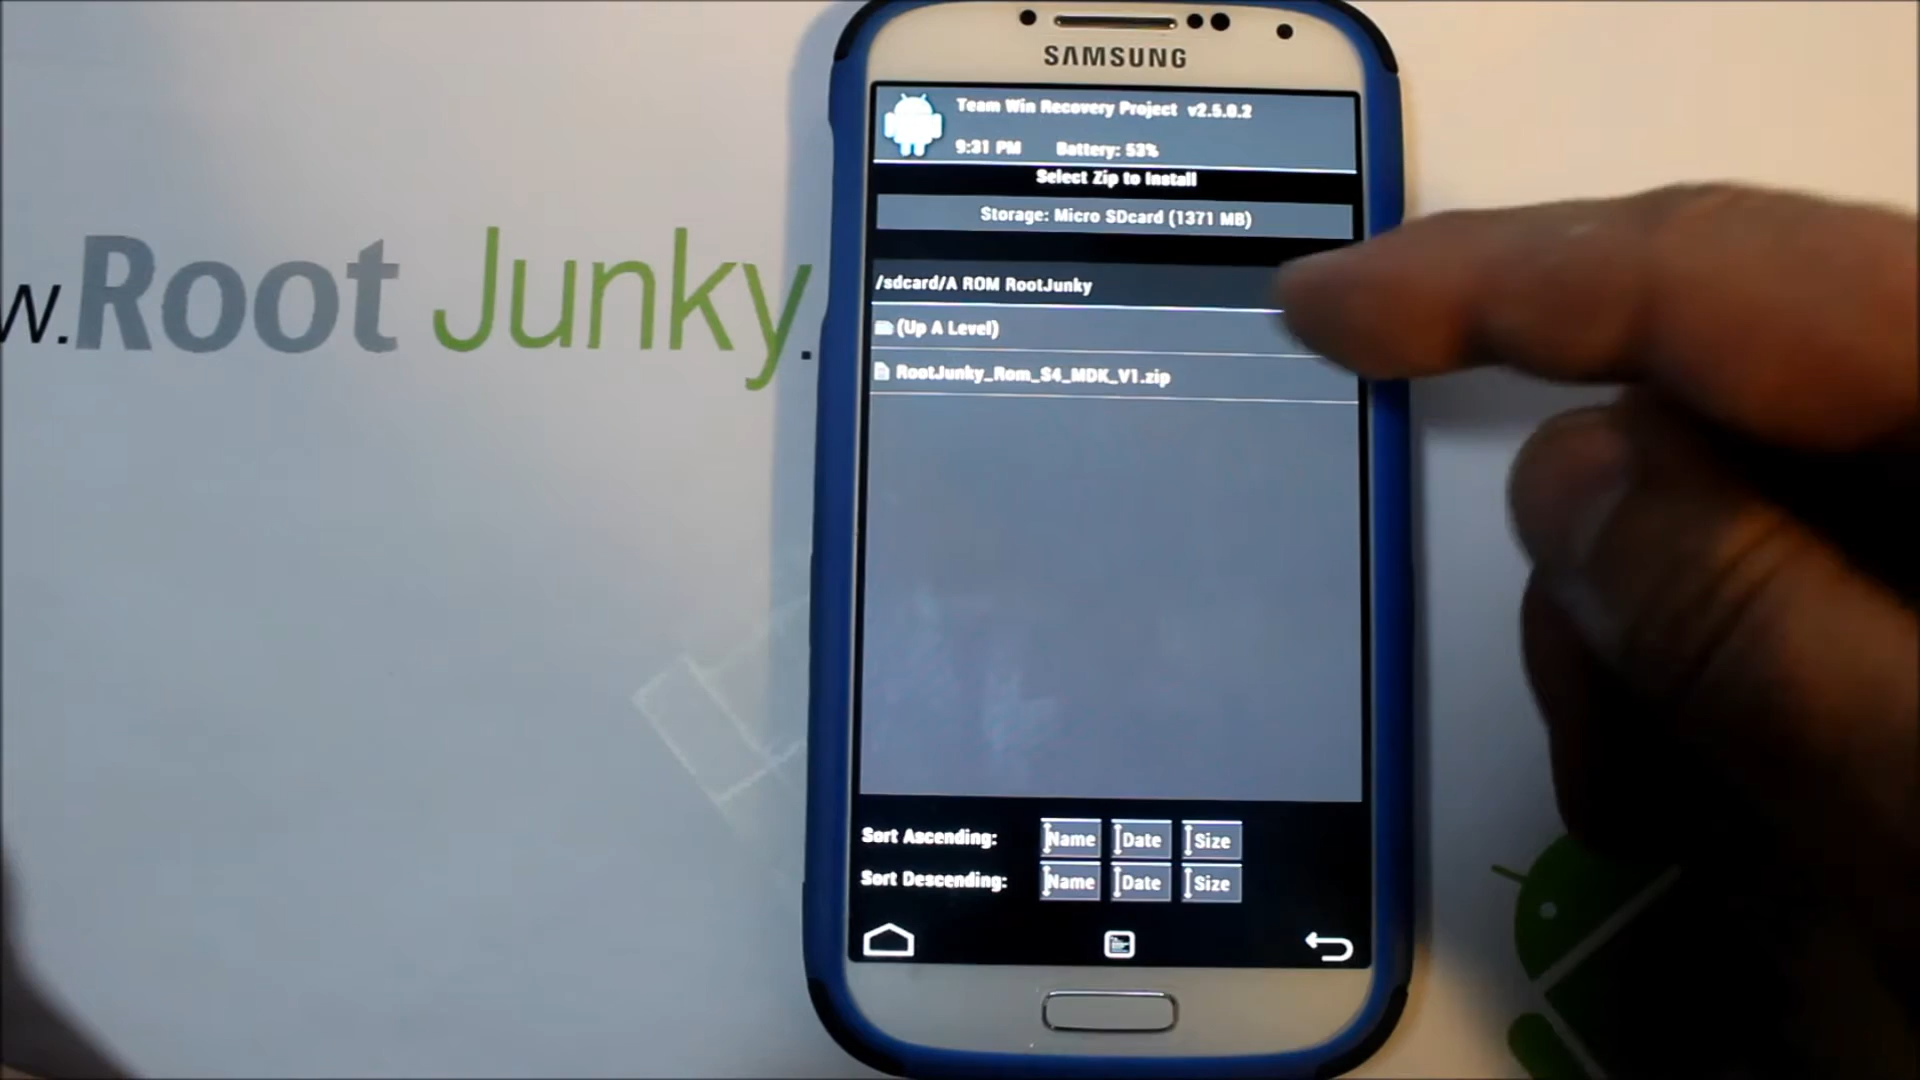 SAMSUNG
Team Win Recovery Project v2.5.0.2
9:31 PM Battery: 53%
Select Zip to Install
Storage: Micro SDcard (1371 MB)
w.Root Junky.
/sdcard/A ROM RootJunky
(Up A Level)
RootJunky_Rom_S4_MDK_V1.zip
Sort Ascending: Name Date Size
Sort Descending: Name Date Size